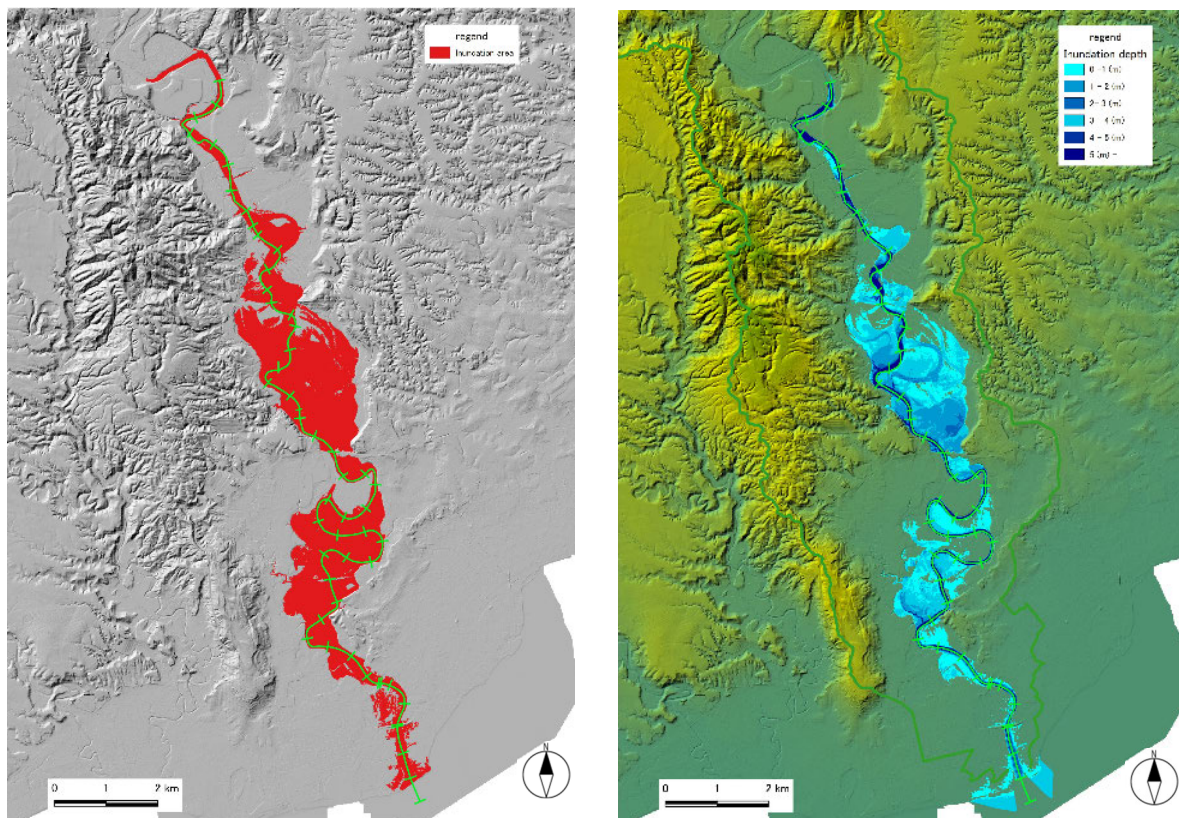 regend
Inundation area
N
0 1 2 km
regend
Inundation depth
0 - 1 (m)
1 - 2 (m)
2 - 3 (m)
3 - 4 (m)
4 - 5 (m)
5 (m) -
N
0 1 2 km